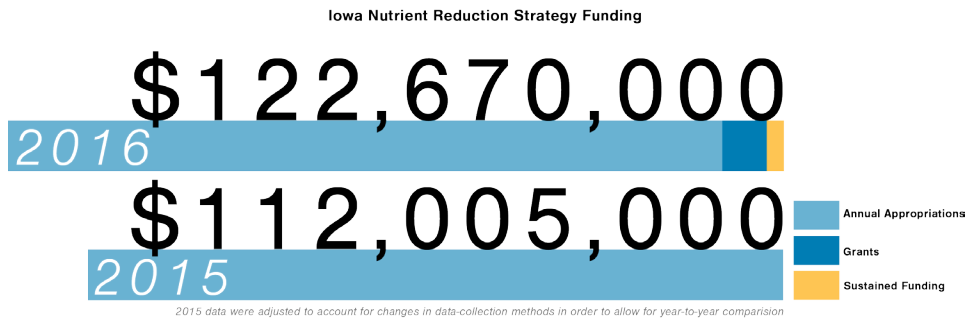 Iowa Nutrient Reduction Strategy Funding
$122,670,000
2016
$112,005,000
2015
Annual Appropriations
Grants
Sustained Funding
2015 data were adjusted to account for changes in data-collection methods in order to allow for year-to-year comparision